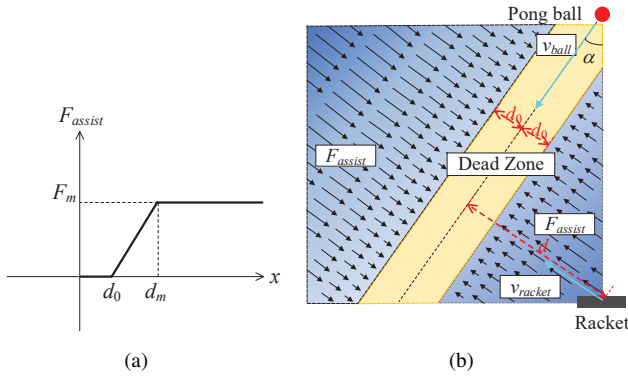 F_assist
F_m
d_0
d_m
x
(a)
Pong ball
v_ball
α
d_0
d_0
F_assist
Dead Zone
F_assist
d
v_racket
Racket
(b)